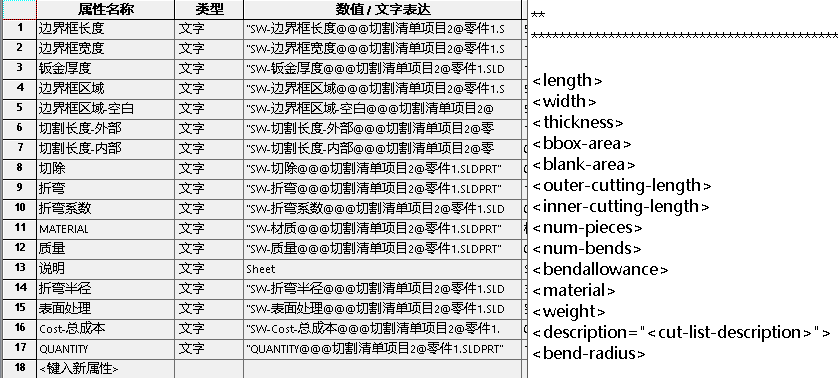 属性名称 类型 数值 / 文字表达
1 边界框长度 文字 "SW-边界框长度@@@切割清单项目2@零件1.S
2 边界框宽度 文字 "SW-边界框宽度@@@切割清单项目2@零件1.S
3 钣金厚度 文字 "SW-钣金厚度@@@切割清单项目2@零件1.SLD
4 边界框区域 文字 "SW-边界框区域@@@切割清单项目2@零件1.S
5 边界框区域-空白 文字 "SW-边界框区域-空白@@@切割清单项目2@
6 切割长度-外部 文字 "SW-切割长度-外部@@@切割清单项目2@零
7 切割长度-内部 文字 "SW-切割长度-内部@@@切割清单项目2@零
8 切除 文字 "SW-切除@@@切割清单项目2@零件1.SLDPRT"
9 折弯 文字 "SW-折弯@@@切割清单项目2@零件1.SLDPRT"
10 折弯系数 文字 "SW-折弯系数@@@切割清单项目2@零件1.SLD
11 MATERIAL 文字 "SW-材质@@@切割清单项目2@零件1.SLDPRT"
12 质量 文字 "SW-质量@@@切割清单项目2@零件1.SLDPRT"
13 说明 文字 Sheet
14 折弯半径 文字 "SW-折弯半径@@@切割清单项目2@零件1.SLD
15 表面处理 文字 "SW-表面处理@@@切割清单项目2@零件1.SLD
16 Cost-总成本 文字 "SW-Cost-总成本@@@切割清单项目2@零件1.
17 QUANTITY 文字 "QUANTITY@@@切割清单项目2@零件1.SLDPRT"
18 <键入新属性>
**
********************************************
<length>
<width>
<thickness>
<bbox-area>
<blank-area>
<outer-cutting-length>
<inner-cutting-length>
<num-pieces>
<num-bends>
<bendallowance>
<material>
<weight>
<description="<cut-list-description>">
<bend-radius>